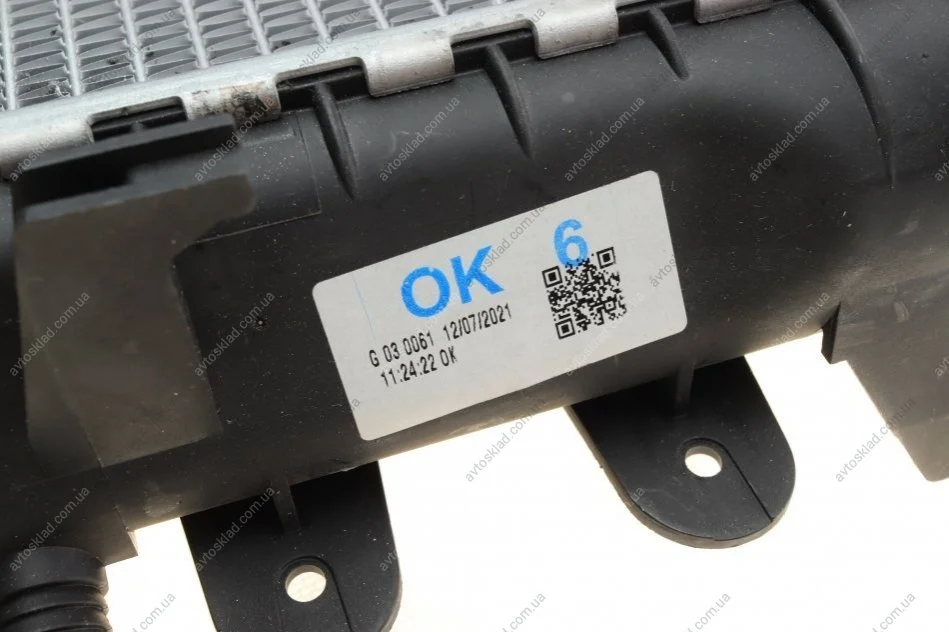 OK 6
G 03 0061 12/07/2021
11:24:22 OK
avtosklad.com.ua